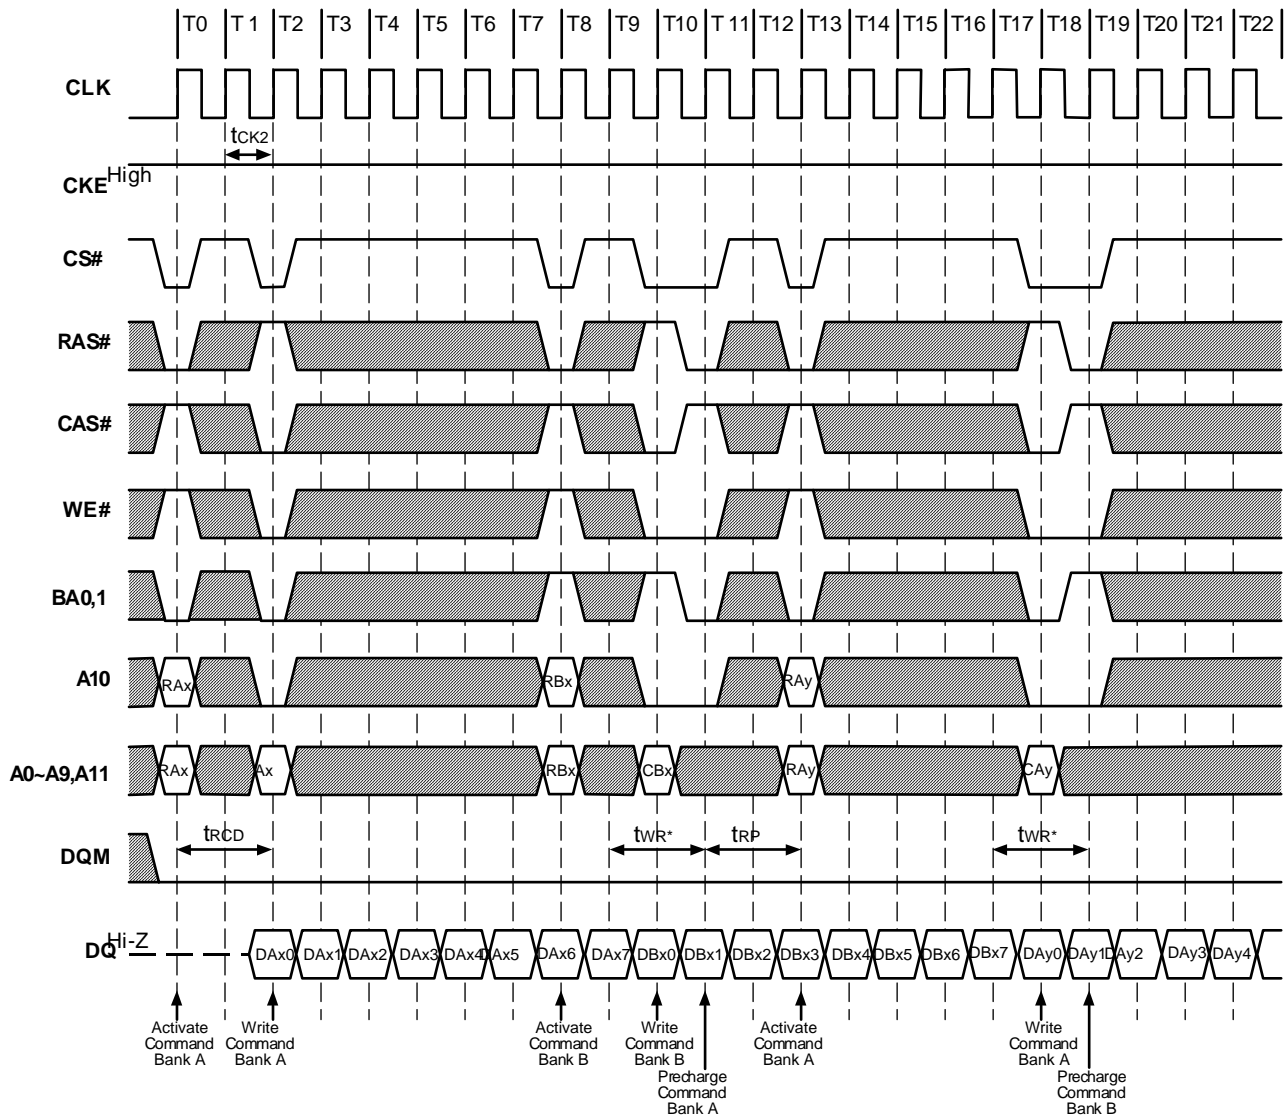 T0 T 1 T2 T3 T4 T5 T6 T7 T8 T9 T10 T 11 T12 T13 T14 T15 T16 T17 T18 T19 T20 T21 T22
CLK
tCK2
CKE High
CS#
RAS#
CAS#
WE#
BA0,1
A10 RAx RBx RAy
A0~A9,A11 RAx Ax RBx CBx RAy CAy
DQM tRCD tWR* tRP tWR*
DQ Hi-Z DAx0 DAx1 DAx2 DAx3 DAx4 DAx5 DAx6 DAx7 DBx0 DBx1 DBx2 DBx3 DBx4 DBx5 DBx6 DBx7 DAy0 DAy1 DAy2 DAy3 DAy4
Activate
Command
Bank A
Write
Command
Bank A
Activate
Command
Bank B
Write
Command
Bank B
Precharge
Command
Bank A
Activate
Command
Bank A
Write
Command
Bank A
Precharge
Command
Bank B